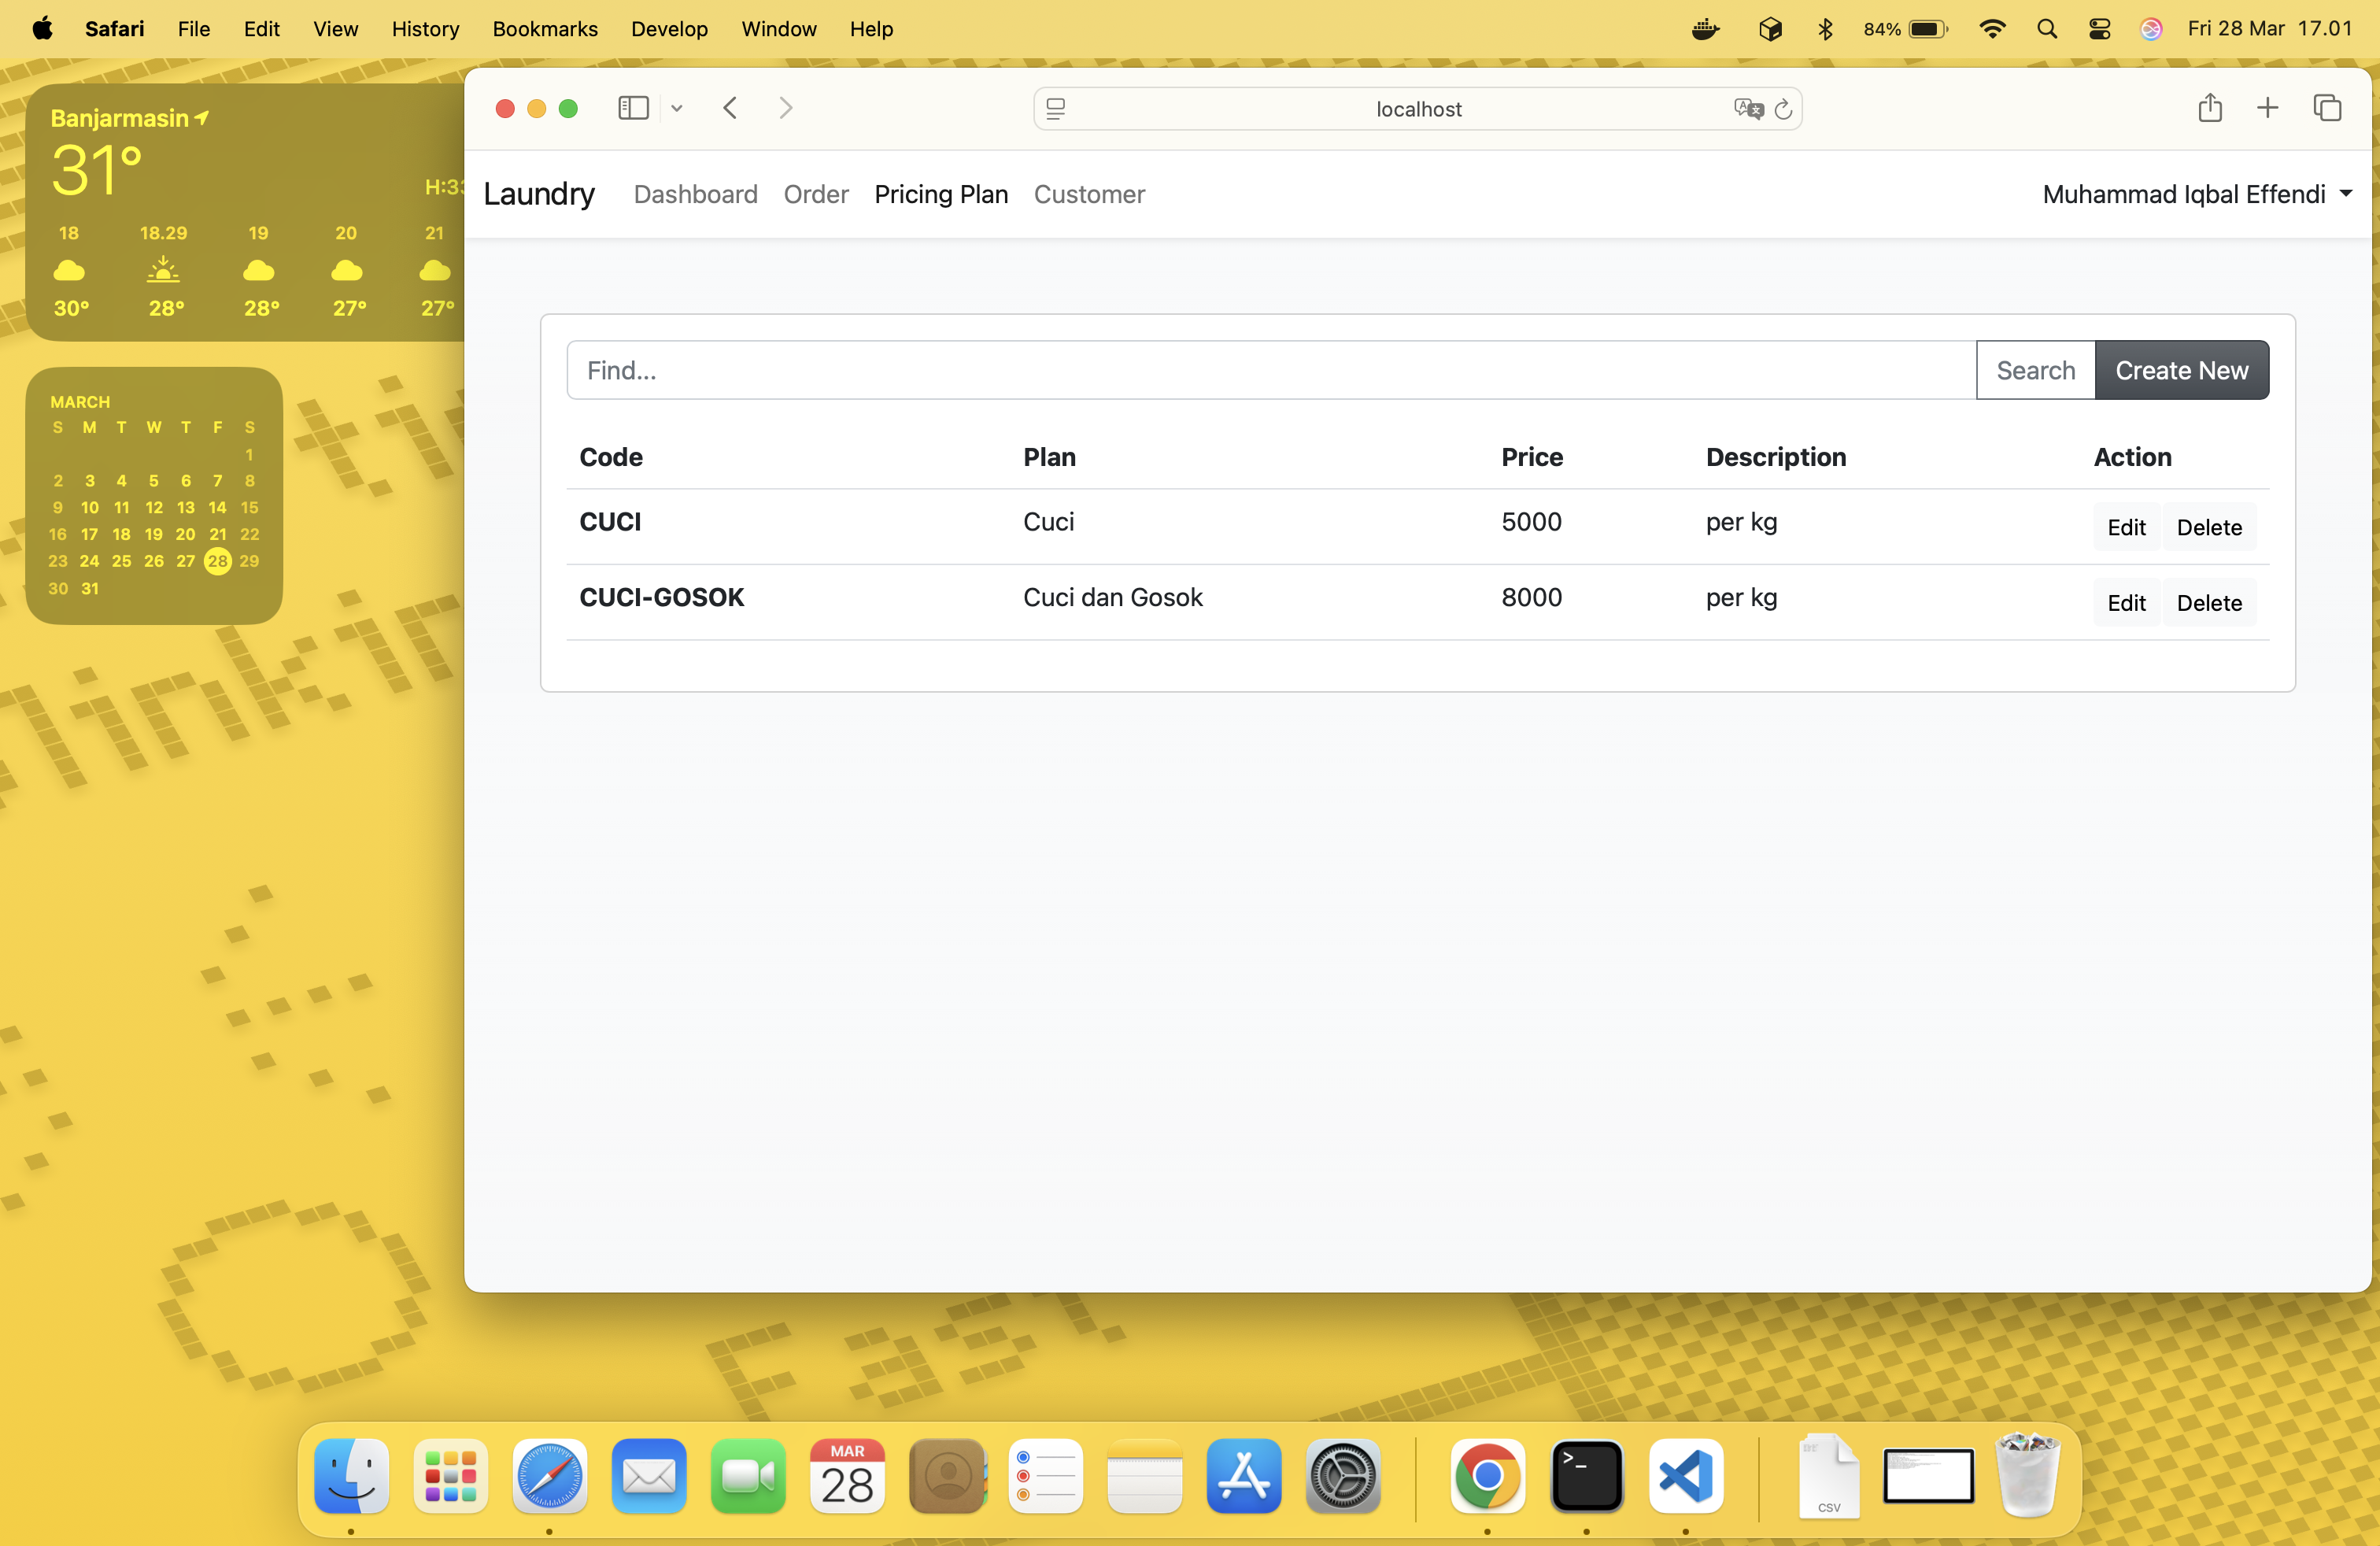 Safari File Edit View History Bookmarks Develop Window Help 84% Fri 28 Mar 17.01
Banjarmasin
31°
18 18.29 19 20 21
30° 28° 28° 27° 27°
MARCH
S M T W T F S
1
2 3 4 5 6 7 8
9 10 11 12 13 14 15
16 17 18 19 20 21 22
23 24 25 26 27 28 29
30 31
localhost
Laundry Dashboard Order Pricing Plan Customer Muhammad Iqbal Effendi
Find... Search Create New
Code Plan Price Description Action
CUCI Cuci 5000 per kg Edit Delete
CUCI-GOSOK Cuci dan Gosok 8000 per kg Edit Delete
Fast
MAR
28
CSV